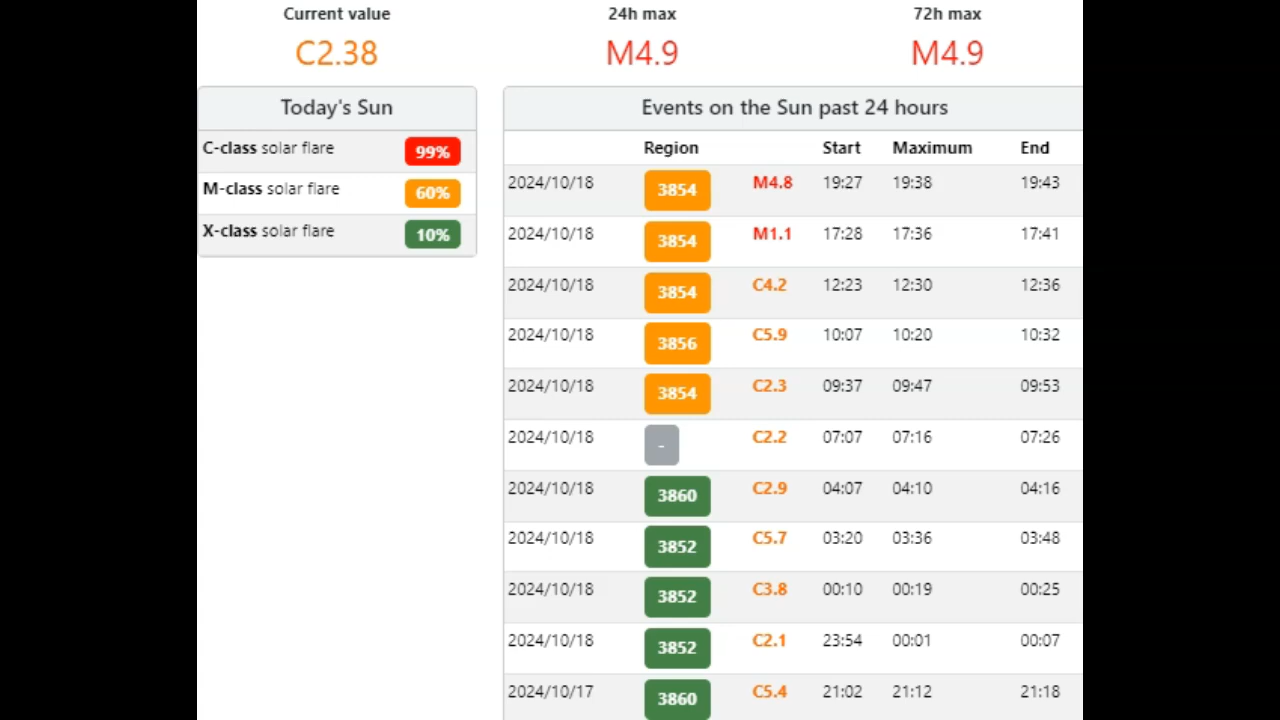 Current value 24h max 72h max
C2.38 M4.9 M4.9
Today's Sun
C-class solar flare 99%
M-class solar flare 60%
X-class solar flare 10%
Events on the Sun past 24 hours
Region Start Maximum End
2024/10/18 3854 M4.8 19:27 19:38 19:43
2024/10/18 3854 M1.1 17:28 17:36 17:41
2024/10/18 3854 C4.2 12:23 12:30 12:36
2024/10/18 3856 C5.9 10:07 10:20 10:32
2024/10/18 3854 C2.3 09:37 09:47 09:53
2024/10/18 - C2.2 07:07 07:16 07:26
2024/10/18 3860 C2.9 04:07 04:10 04:16
2024/10/18 3852 C5.7 03:20 03:36 03:48
2024/10/18 3852 C3.8 00:10 00:19 00:25
2024/10/18 3852 C2.1 23:54 00:01 00:07
2024/10/17 3860 C5.4 21:02 21:12 21:18